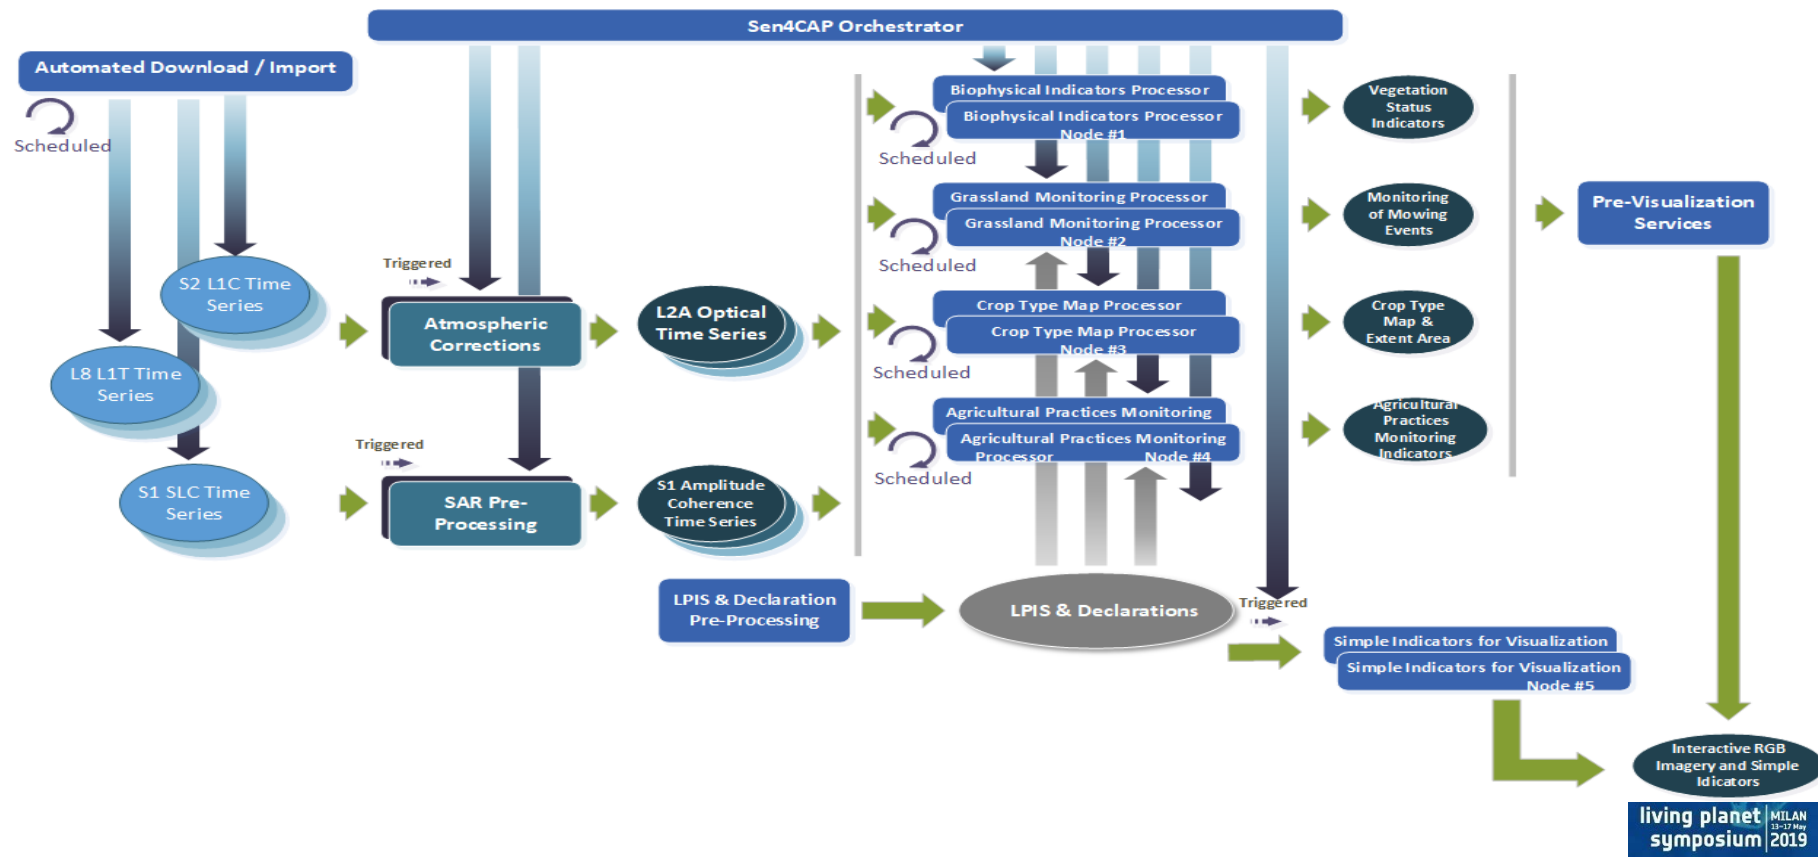 Sen4CAP Orchestrator
Automated Download / Import
Scheduled
S2 L1C Time
Series
L8 L1T Time
Series
S1 SLC Time
Series
Triggered
Atmospheric
Corrections
Triggered
SAR Pre-
Processing
L2A Optical
Time Series
S1 Amplitude
Coherence
Time Series
Scheduled
Biophysical Indicators Processor
Biophysical Indicators Processor
Node #1
Scheduled
Grassland Monitoring Processor
Grassland Monitoring Processor
Node #2
Scheduled
Crop Type Map Processor
Crop Type Map Processor
Node #3
Scheduled
Agricultural Practices Monitoring
Agricultural Practices Monitoring
Processor Node #4
Vegetation
Status
Indicators
Monitoring
of Mowing
Events
Crop Type
Map &
Extent Area
Agricultural
Practices
Monitoring
Indicators
Pre-Visualization
Services
LPIS & Declaration
Pre-Processing
LPIS & Declarations
Triggered
Simple Indicators for Visualization
Simple Indicators for Visualization
Node #5
Interactive RGB
Imagery and Simple
Idicators
living planet
symposium
MILAN
13-17 May
2019